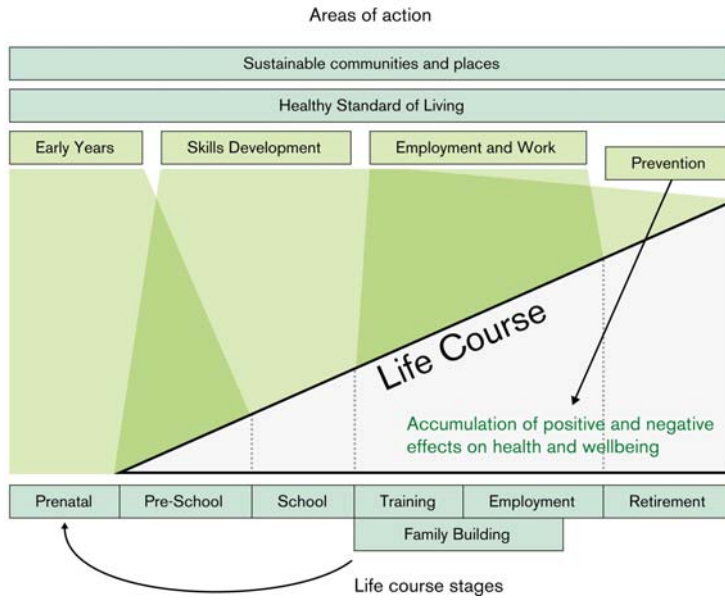 Areas of action
Sustainable communities and places
Healthy Standard of Living
Early Years
Skills Development
Employment and Work
Prevention
Life Course
Accumulation of positive and negative
effects on health and wellbeing
Prenatal
Pre-School
School
Training
Employment
Retirement
Family Building
Life course stages